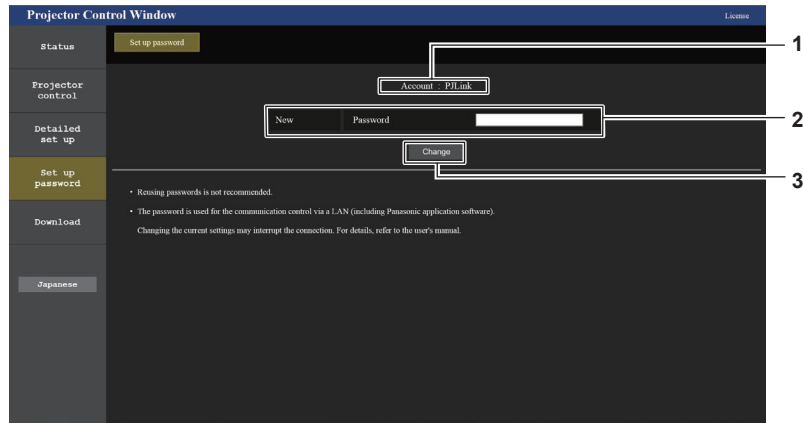 Projector Control Window
License
Status
Set up password
1
Projector
control
Account : PJLink
New Password
2
Detailed
set up
Change
Set up
password
3
• Reusing passwords is not recommended.
• The password is used for the communication control via a LAN (including Panasonic application software).
Changing the current settings may interrupt the connection. For details, refer to the user's manual.
Download
Japanese